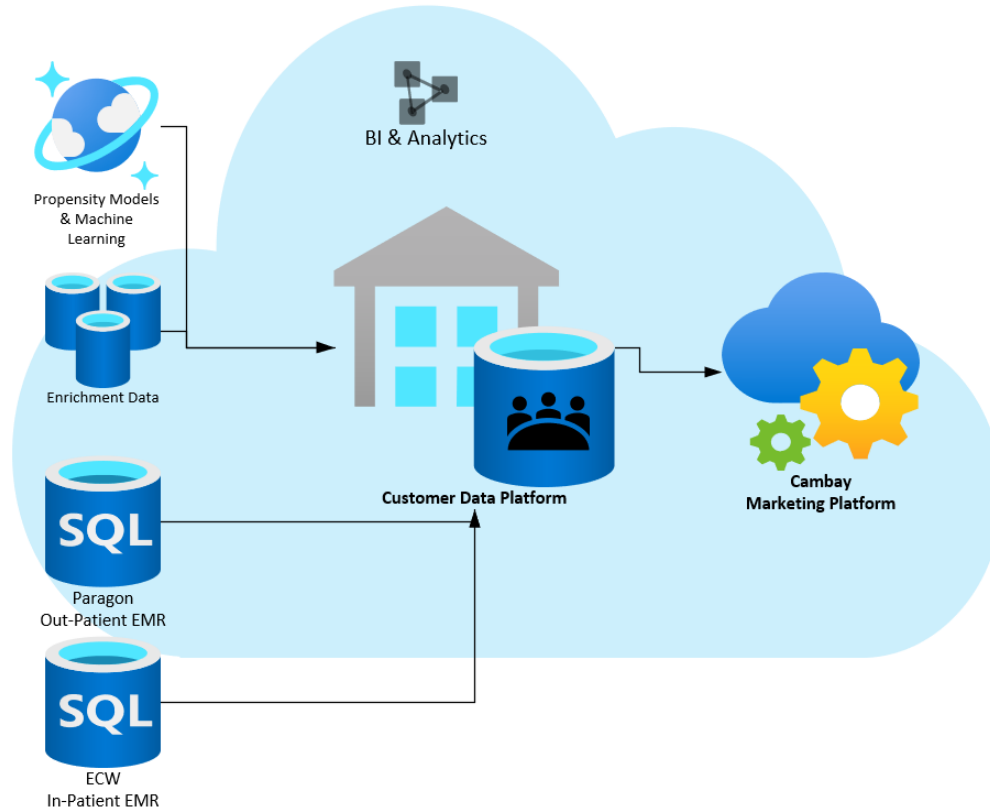 BI & Analytics
Propensity Models
& Machine
Learning
Enrichment Data
Customer Data Platform
Cambay
Marketing Platform
SQL
Paragon
Out-Patient EMR
SQL
ECW
In-Patient EMR